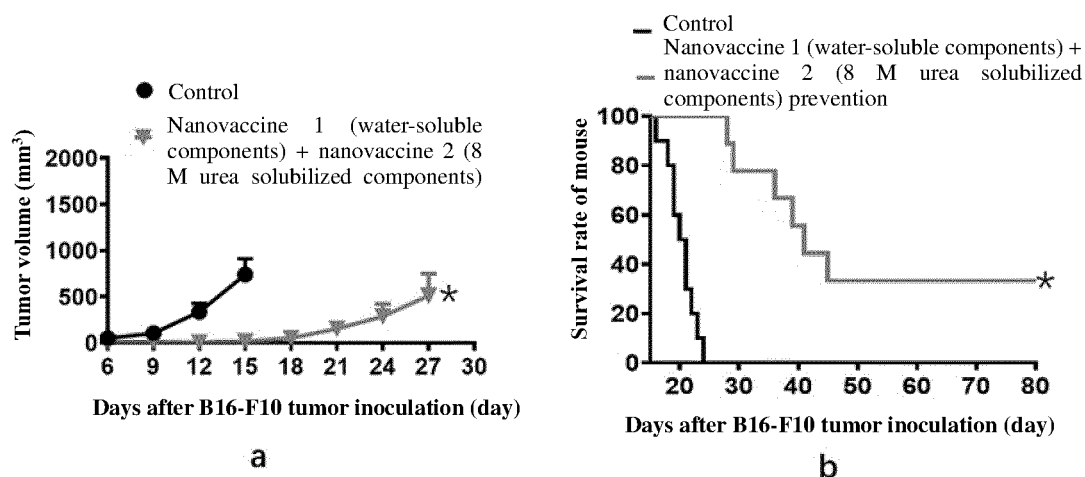 Control
Nanovaccine 1 (water-soluble
components) + nanovaccine 2 (8
M urea solubilized components)
Tumor volume (mm³)
2000
1500
1000
500
0
6 9 12 15 18 21 24 27 30
*
Days after B16-F10 tumor inoculation (day)
a
Control
Nanovaccine 1 (water-soluble components) +
nanovaccine 2 (8 M urea solubilized
components) prevention
Survival rate of mouse
100
80
60
40
20
0
20 30 40 50 60 70 80
*
Days after B16-F10 tumor inoculation (day)
b